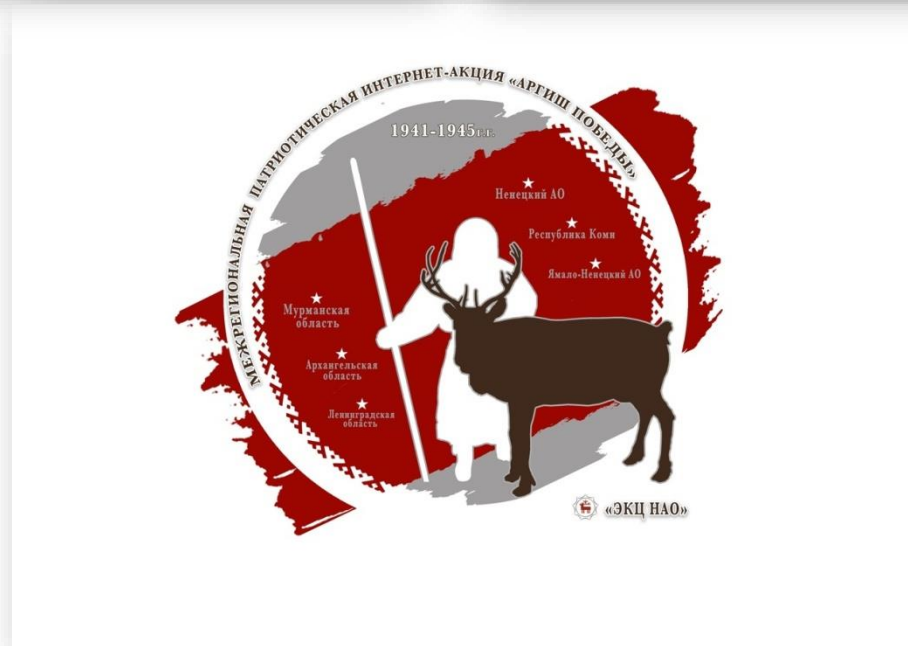 МЕЖРЕГИОНАЛЬНАЯ ПАТРИОТИЧЕСКАЯ ИНТЕРНЕТ-АКЦИЯ «АРГИШ ПОБЕДЫ»
1941-1945г.г.
Ненецкий АО
Республика Коми
Ямало-Ненецкий АО
Мурманская
область
Архангельская
область
Ленинградская
область
«ЭКЦ НАО»